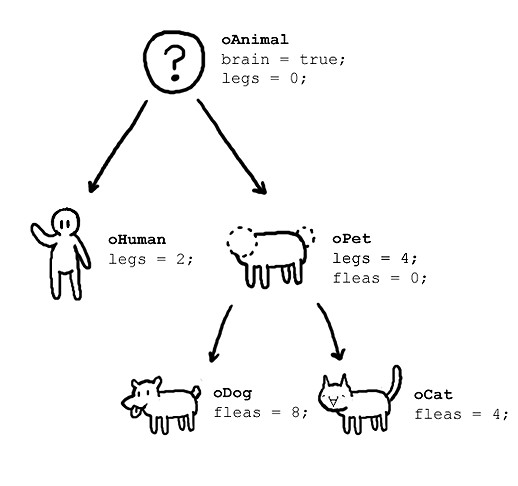 ?
oAnimal
brain = true;
legs = 0;
oHuman
legs = 2;
oPet
legs = 4;
fleas = 0;
oDog
fleas = 8;
oCat
fleas = 4;